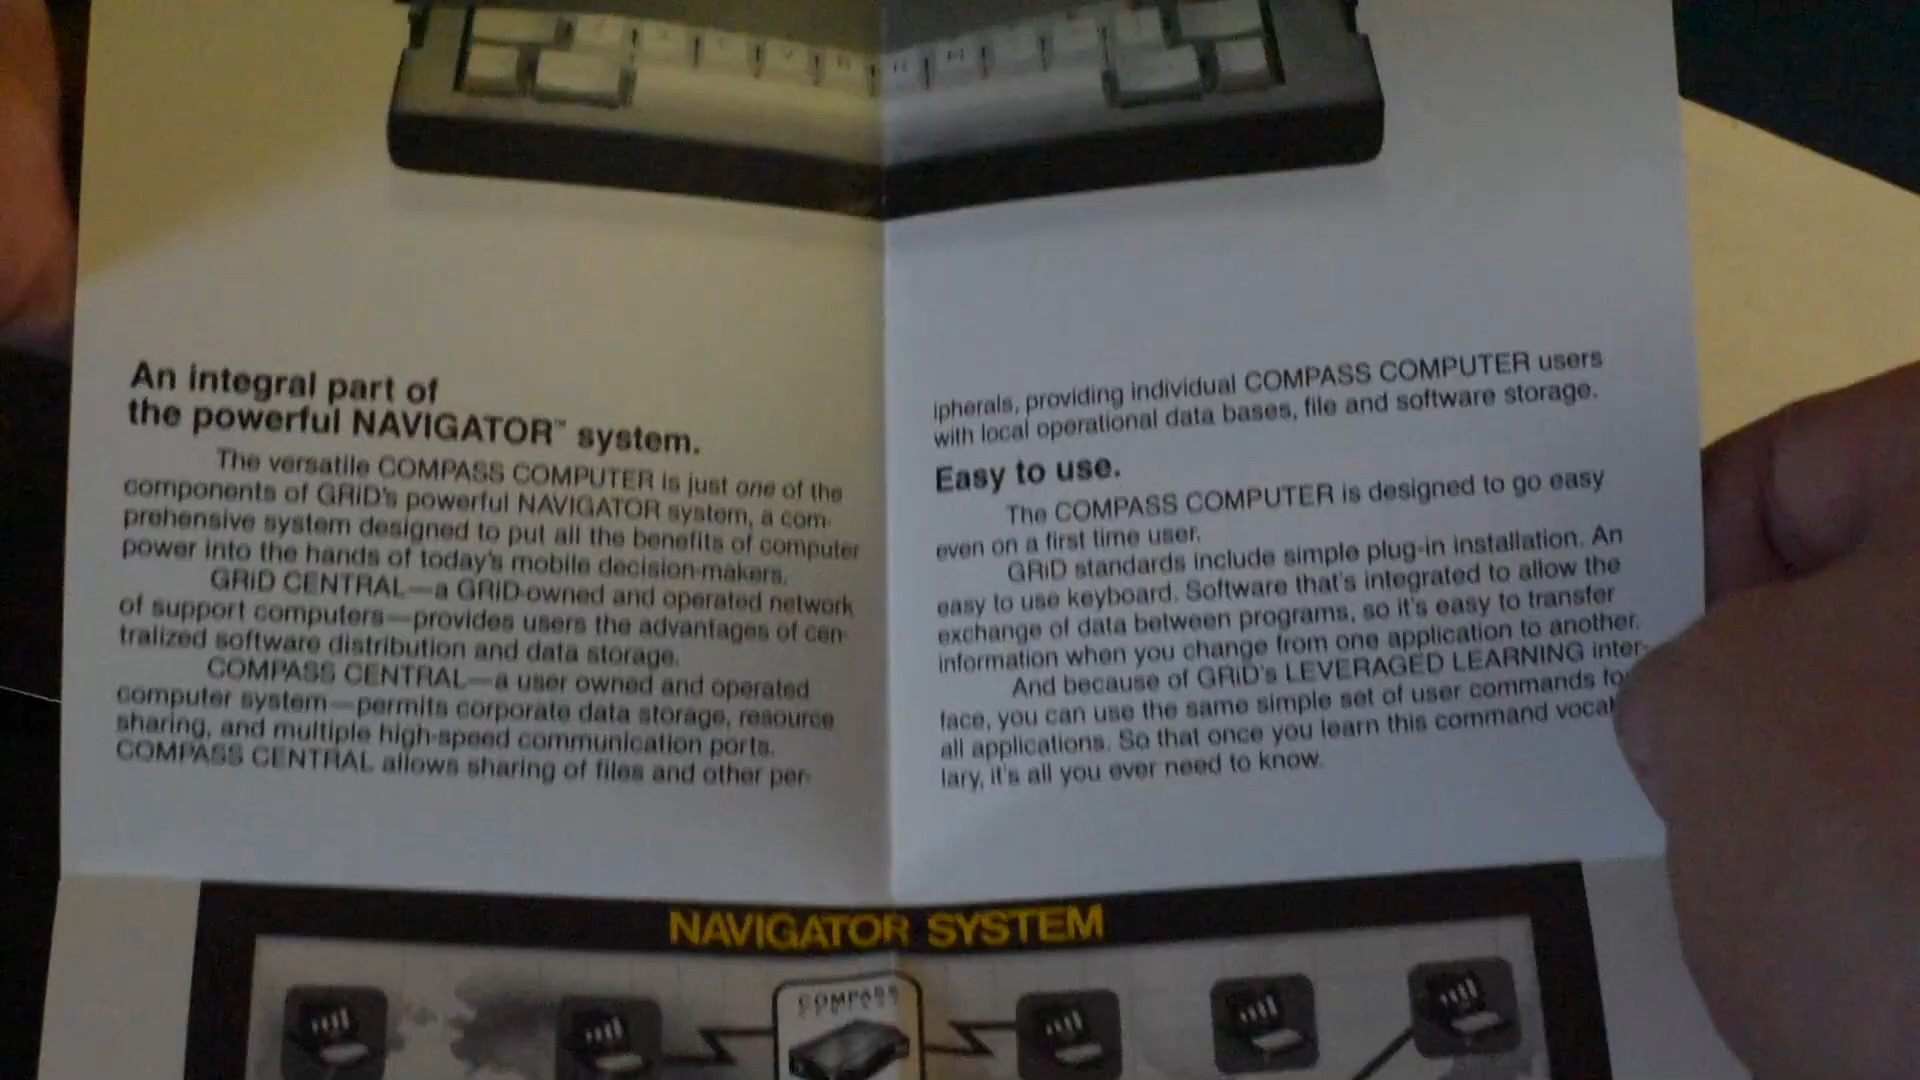 An integral part of
the powerful NAVIGATOR™ system.
The versatile COMPASS COMPUTER is just one of the
components of GRiD's powerful NAVIGATOR system, a com-
prehensive system designed to put all the benefits of computer
power into the hands of today's mobile decision-makers.
GRiD CENTRAL—a GRiD-owned and operated network
of support computers—provides users the advantages of cen-
tralized software distribution and data storage.
COMPASS CENTRAL—a user owned and operated
computer system—permits corporate data storage, resource
sharing, and multiple high-speed communication ports.
COMPASS CENTRAL allows sharing of files and other per-
ipherals, providing individual COMPASS COMPUTER users
with local operational data bases, file and software storage.
Easy to use.
The COMPASS COMPUTER is designed to go easy
even on a first time user.
GRiD standards include simple plug-in installation. An
easy to use keyboard. Software that's integrated to allow the
exchange of data between programs, so it's easy to transfer
information when you change from one application to another.
And because of GRiD's LEVERAGED LEARNING inter-
face, you can use the same simple set of user commands fo
all applications. So that once you learn this command voca
lary, it's all you ever need to know.
NAVIGATOR SYSTEM
COMPASS